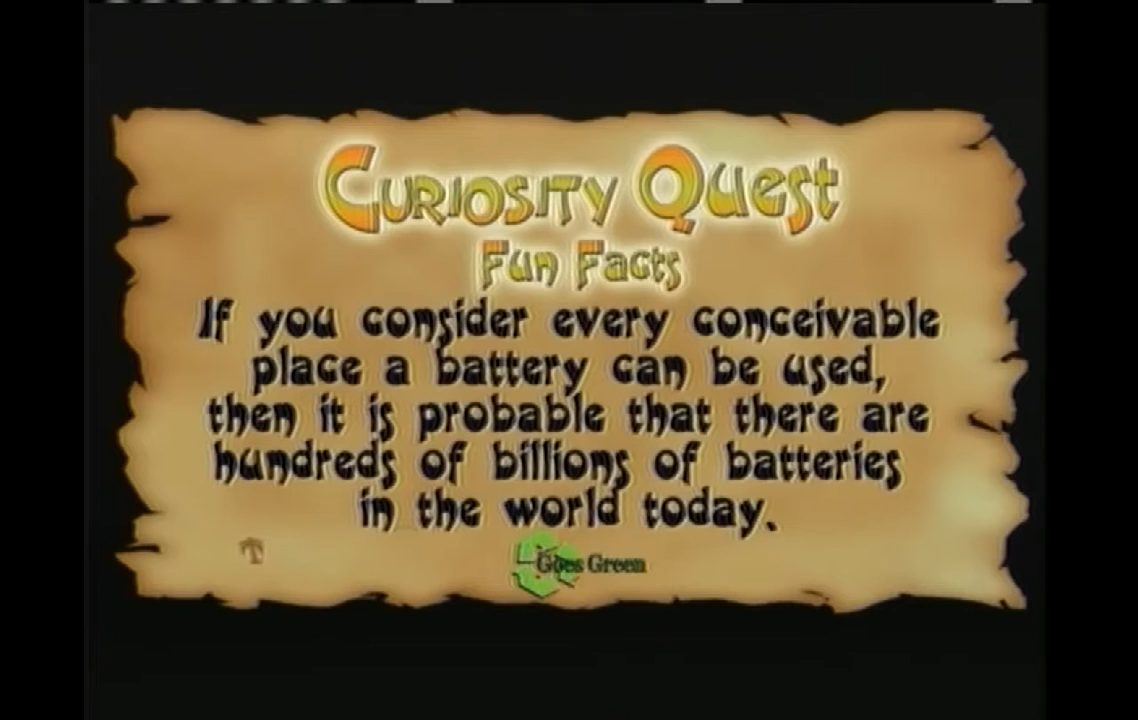 Curiosity Quest
Fun Facts
If you consider every conceivable
place a battery can be used,
then it is probable that there are
hundreds of billions of batteries
in the world today.
Goes Green